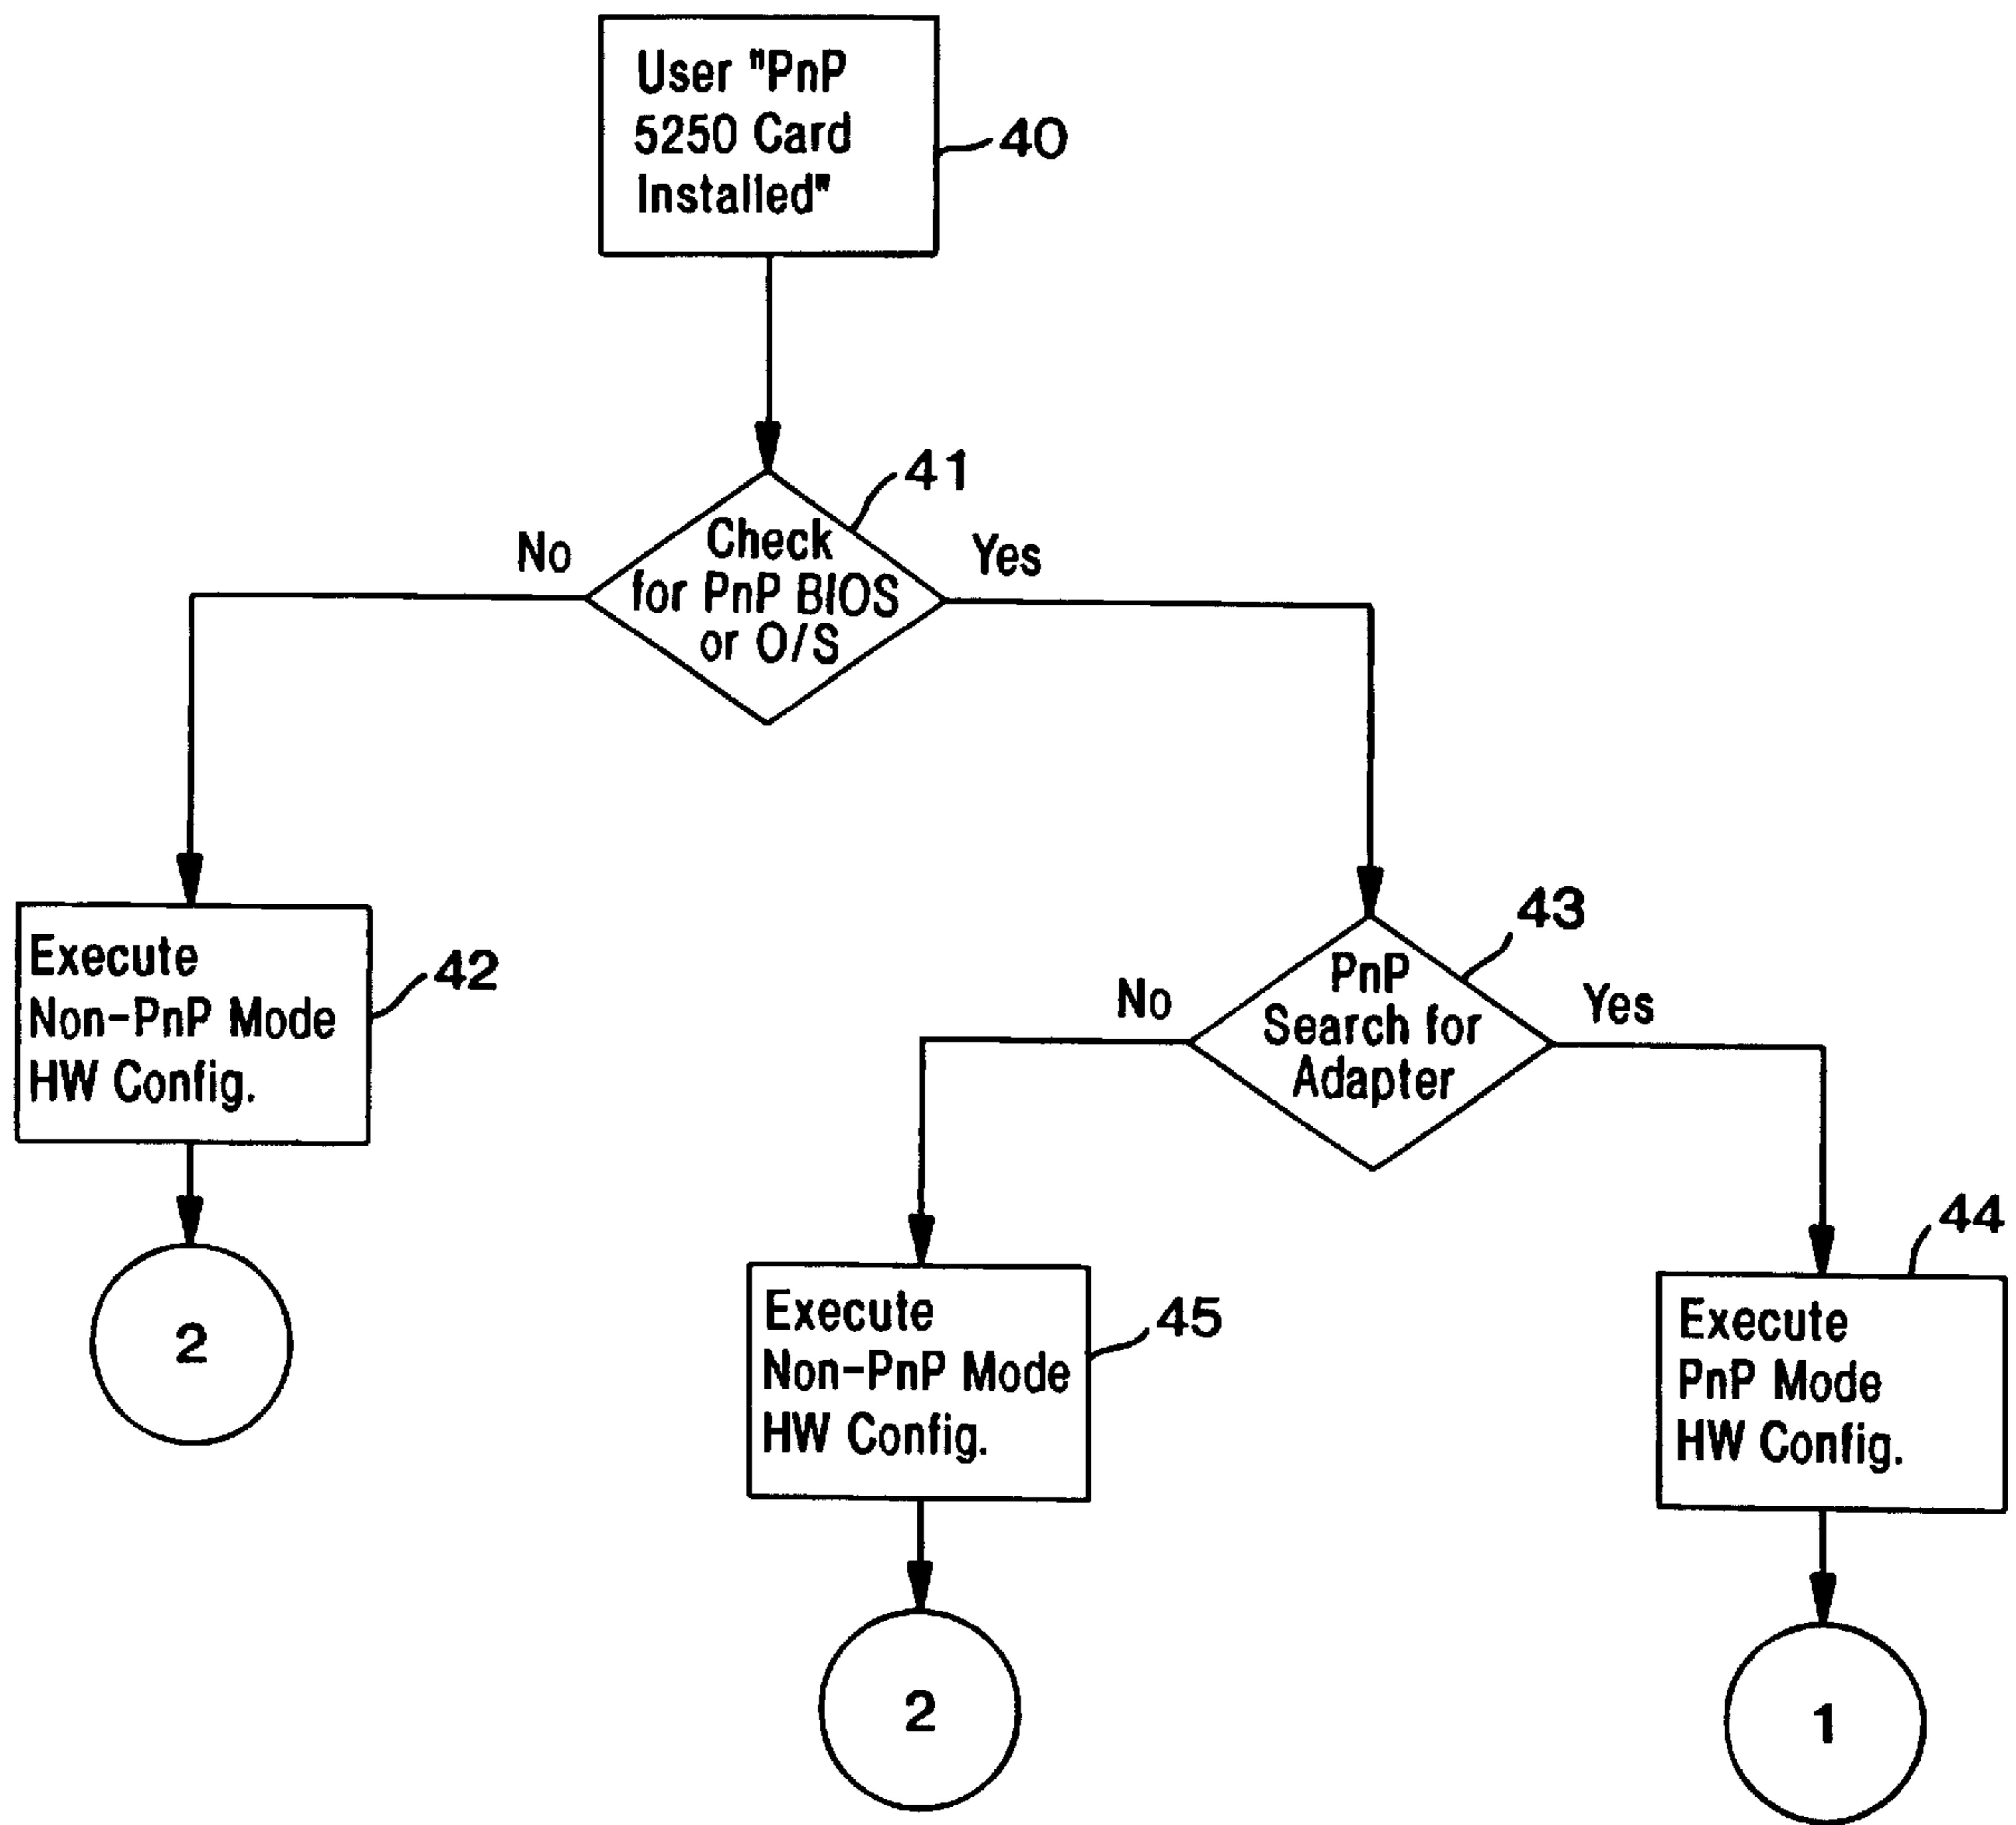 User "PnP
5250 Card
Installed"
40
41
Check
for PnP BIOS
or O/S
No
Yes
Execute
Non-PnP Mode
HW Config.
42
2
43
PnP
Search for
Adapter
No
Yes
Execute
Non-PnP Mode
HW Config.
45
2
44
Execute
PnP Mode
HW Config.
1